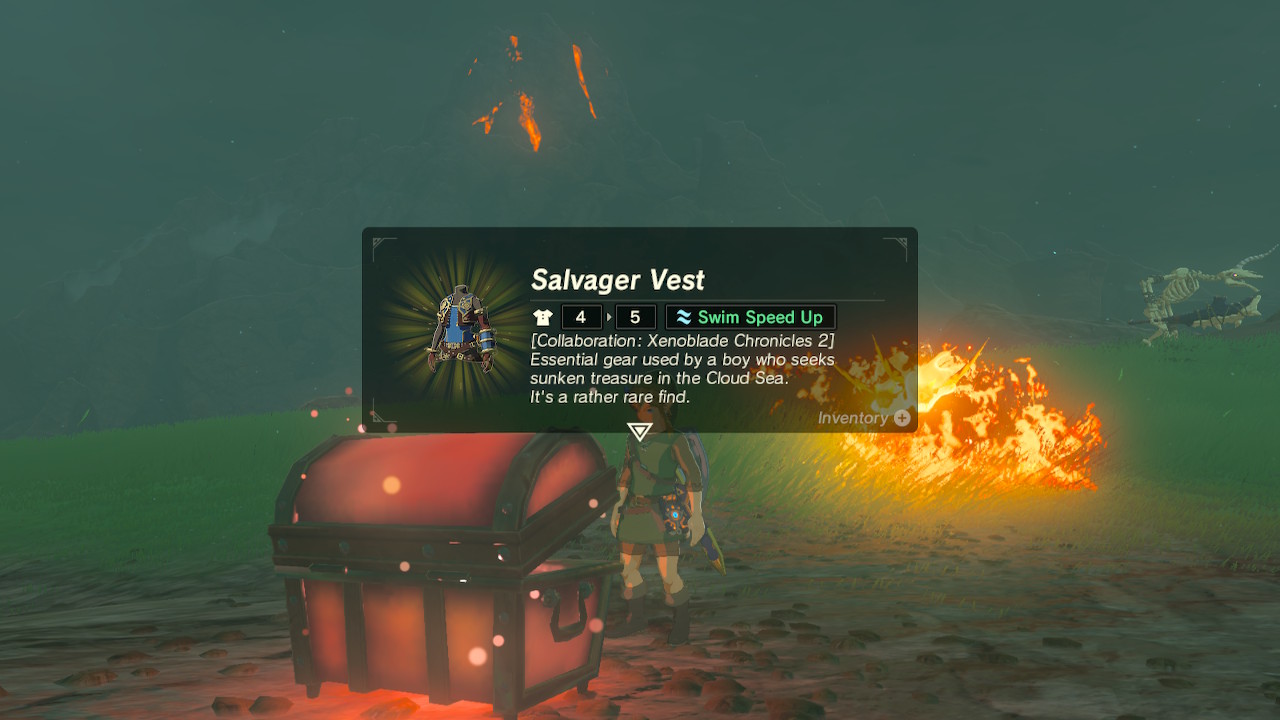 Salvager Vest
4 5 Swim Speed Up
[Collaboration: Xenoblade Chronicles 2]
Essential gear used by a boy who seeks
sunken treasure in the Cloud Sea.
It's a rather rare find.
Inventory